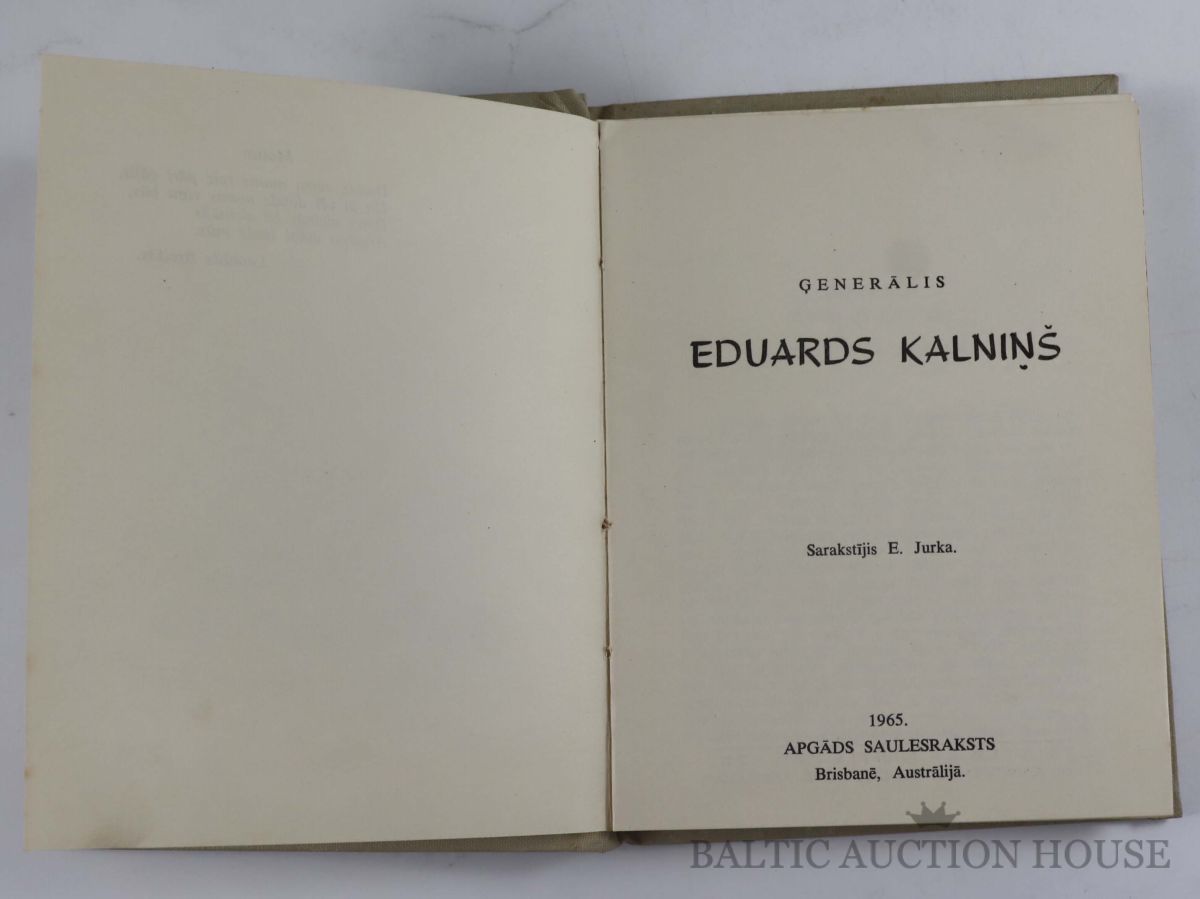 ĢENERĀLIS
EDUARDS KALNIŅŠ
Sarakstījis E. Jurka.
1965.
APGĀDS SAULESRAKSTS
Brisbanē, Austrālijā.
BALTIC AUCTION HOUSE